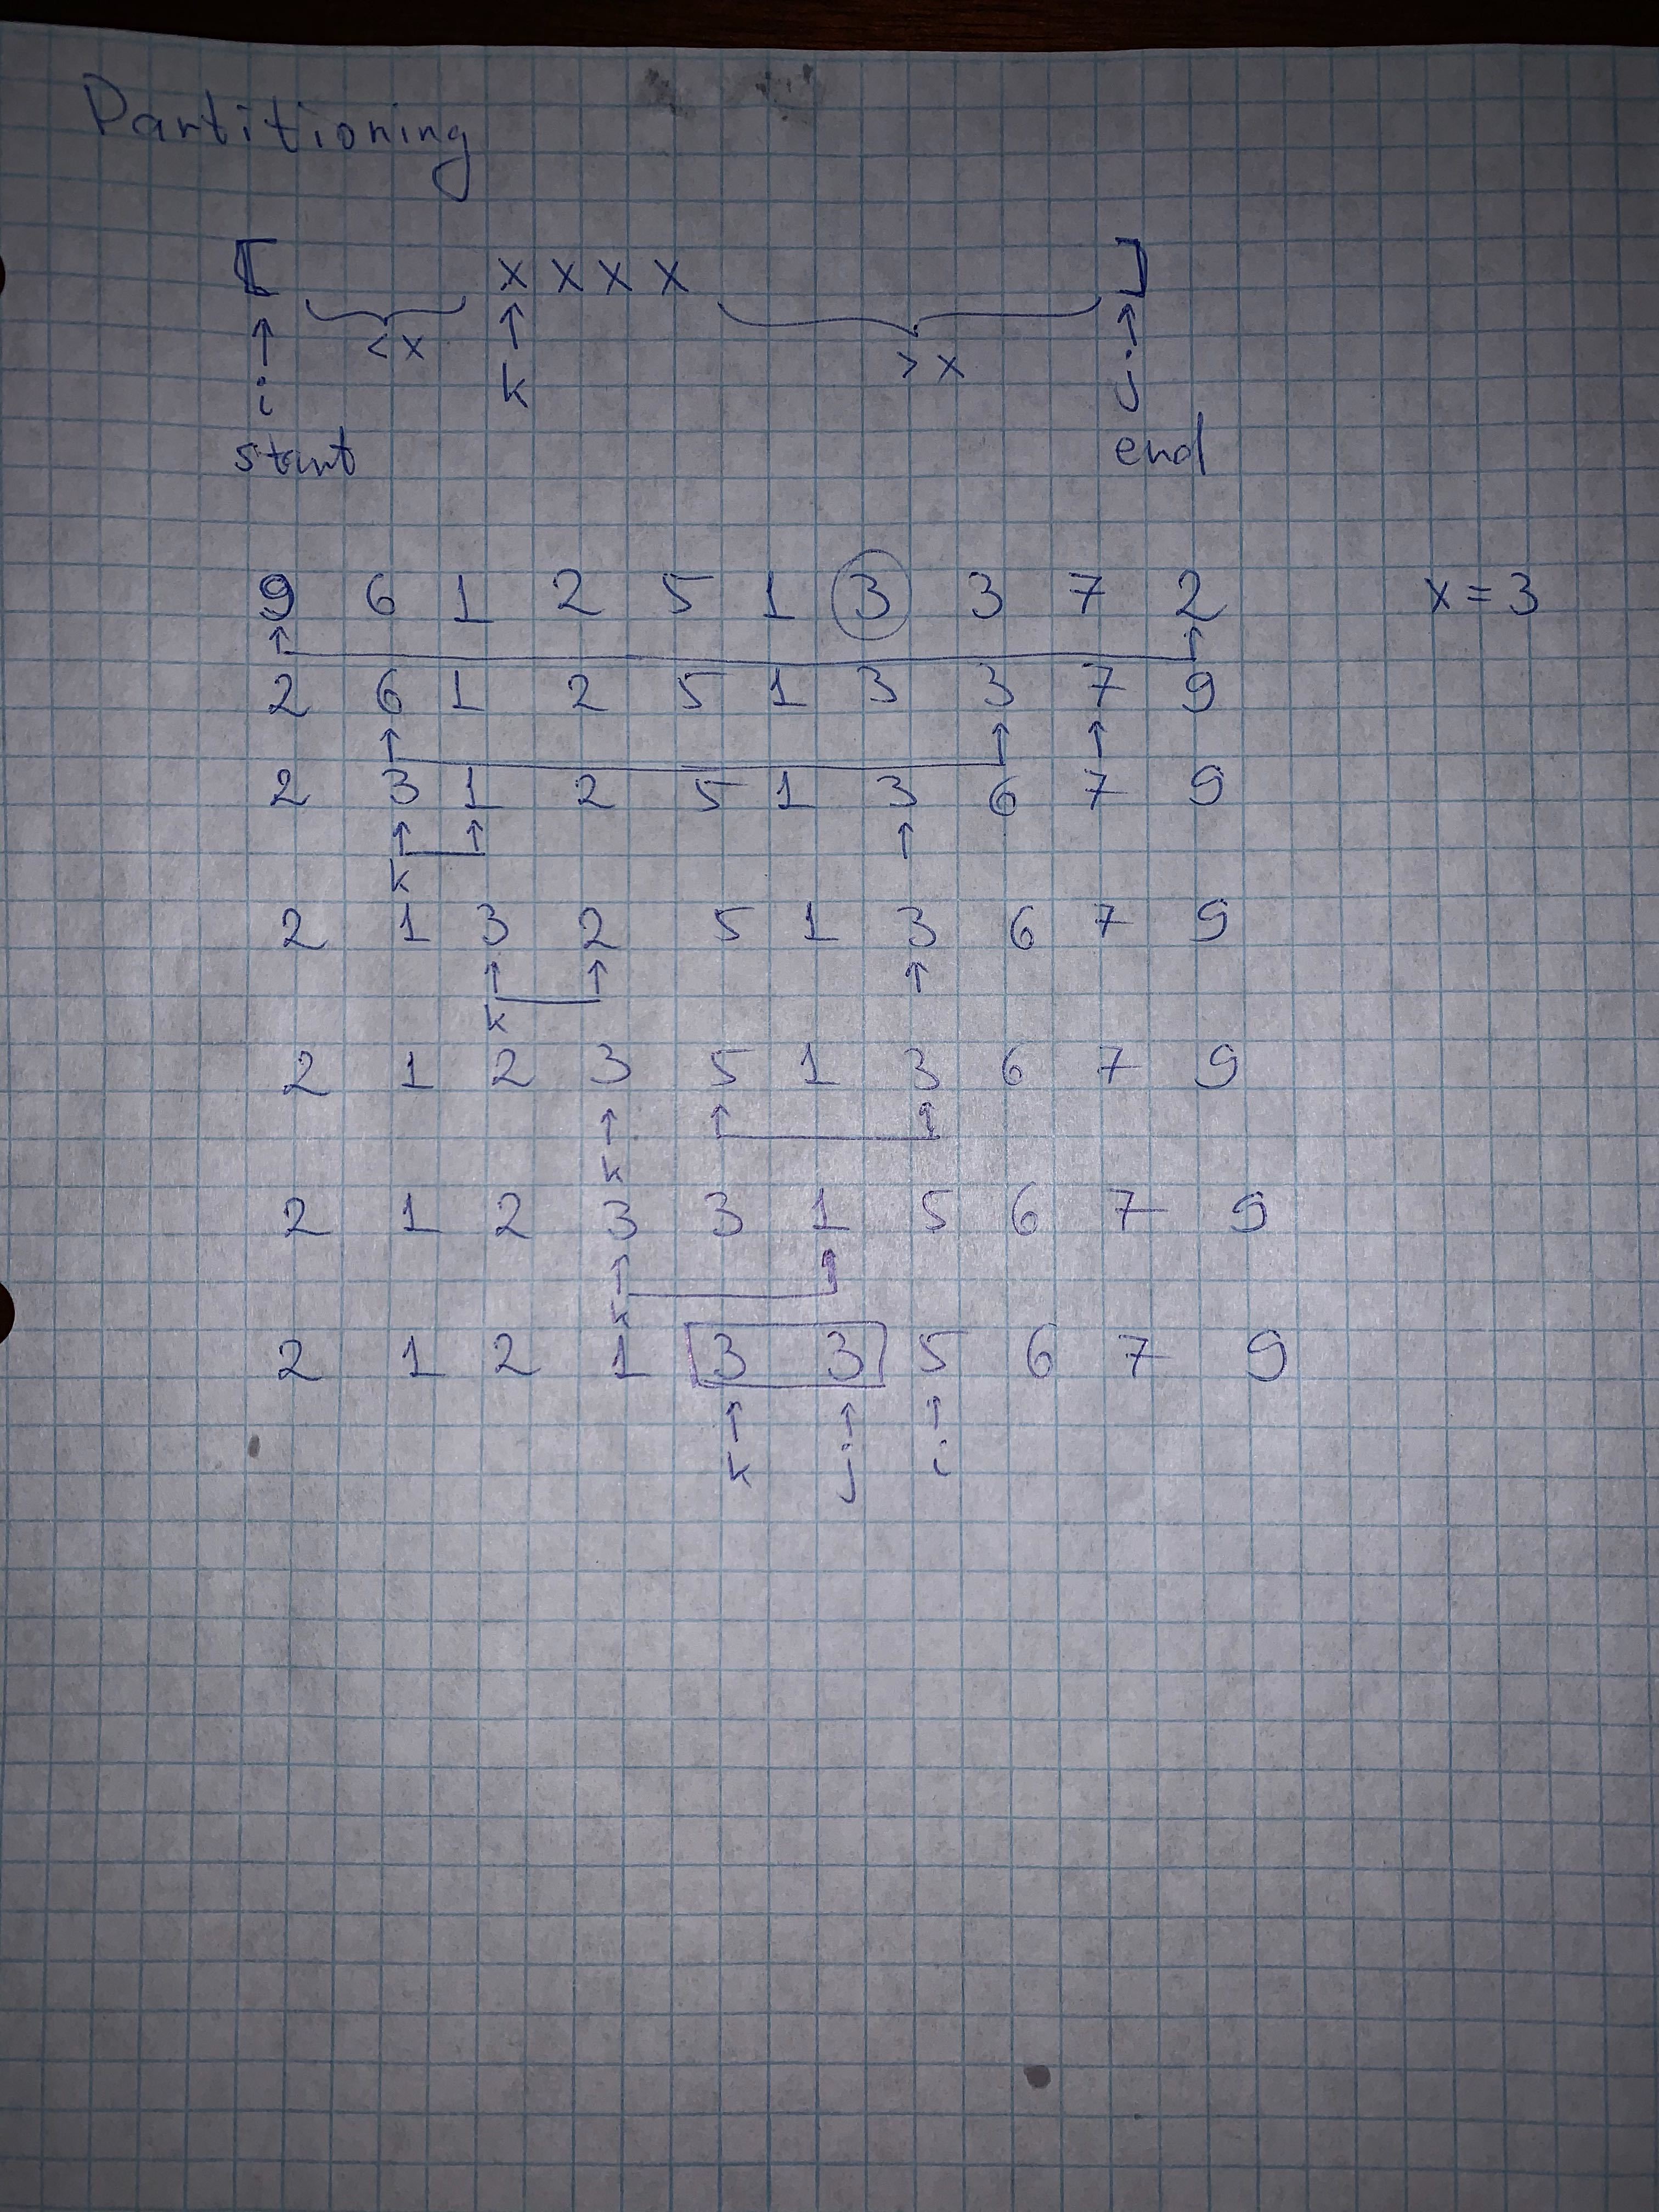 Partitioning
[ x x x x ]
< x > x
i k j
start end
9 6 1 2 5 1 3 3 7 2 x = 3
2 6 1 2 5 1 3 3 7 9
2 3 1 2 5 1 3 6 7 9
k
2 1 3 2 5 1 3 6 7 9
k
2 1 2 3 5 1 3 6 7 9
k
2 1 2 3 3 1 5 6 7 9
k
2 1 2 1 3 3 5 6 7 9
k j i